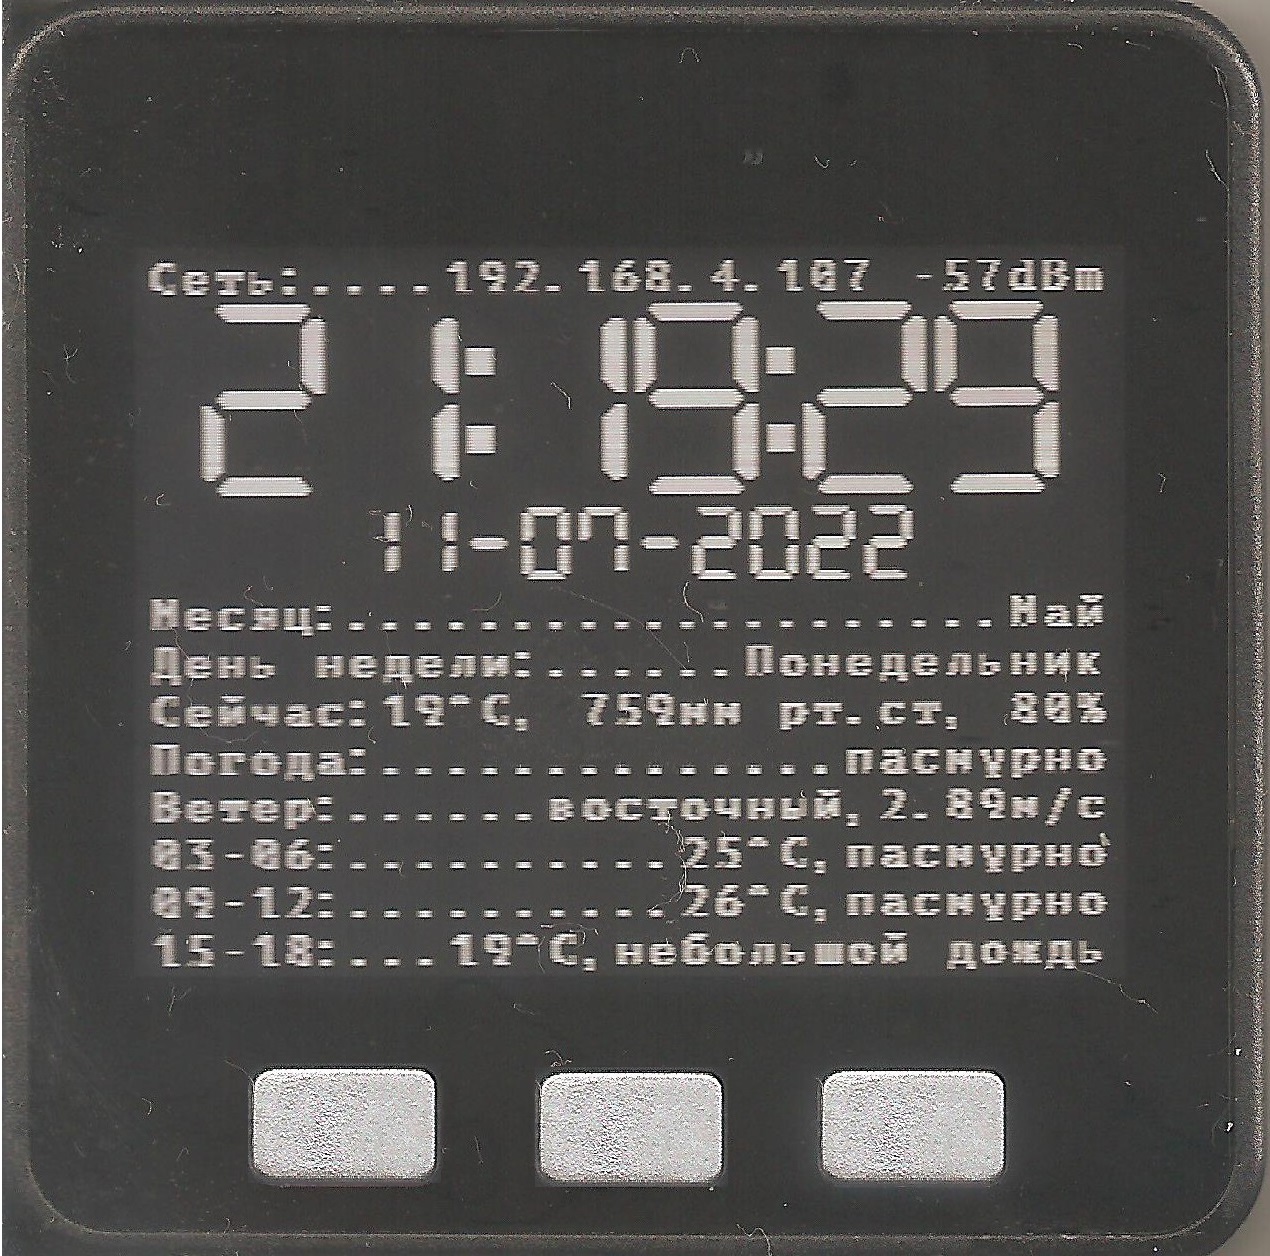 Сеть:....192.168.4.107 -57dBm
21:19:29
11-07-2022
Месяц:....................Май
День недели:......Понедельник
Сейчас:19°C, 759мм рт.ст, 80%
Погода:..............пасмурно
Ветер:......восточный,2.89м/с
03-06:..........25°C,пасмурно
09-12:..........26°C,пасмурно
15-18:...19°C,небольшой дождь